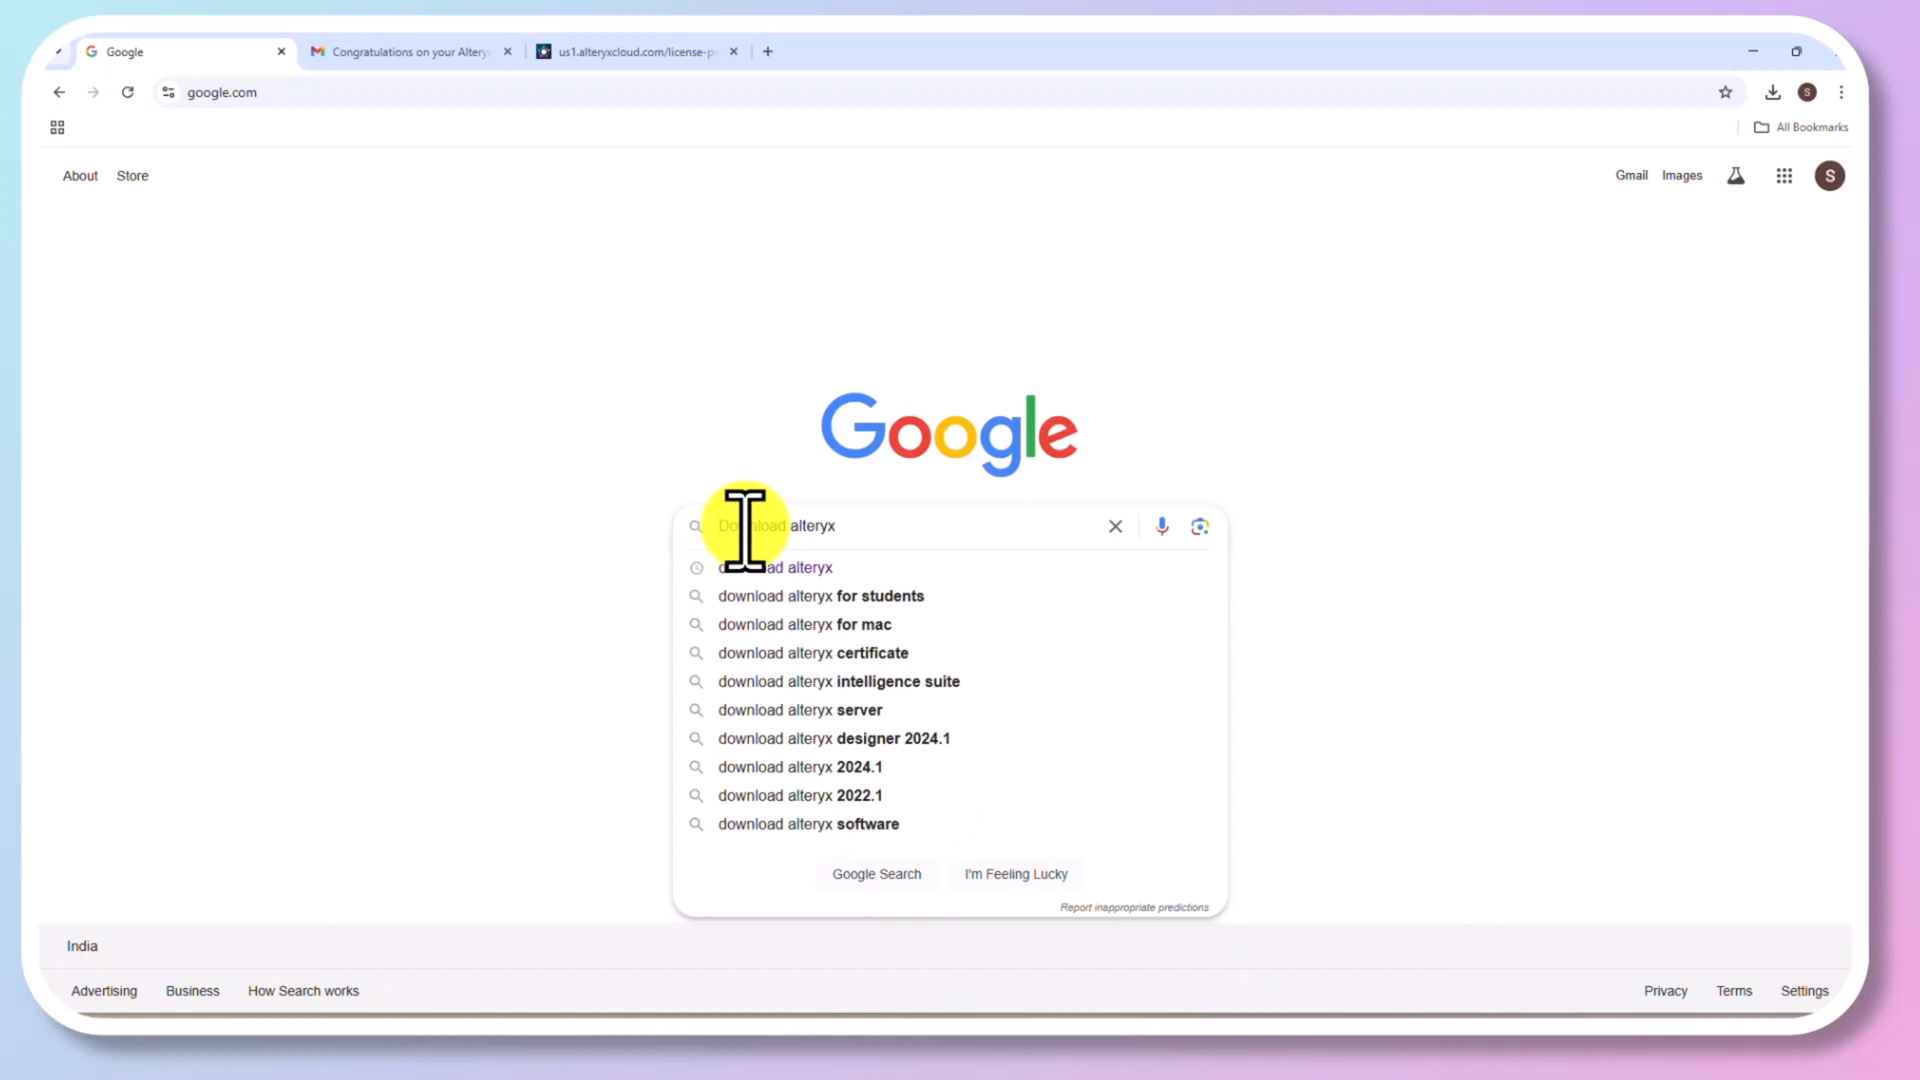 Google
Congratulations on your Altery
us1.alteryxcloud.com/license-p
google.com
S
All Bookmarks
About Store
Gmail Images
S
Google
Download alteryx
download alteryx
download alteryx for students
download alteryx for mac
download alteryx certificate
download alteryx intelligence suite
download alteryx server
download alteryx designer 2024.1
download alteryx 2024.1
download alteryx 2022.1
download alteryx software
Google Search I'm Feeling Lucky
Report inappropriate predictions
India
Advertising Business How Search works
Privacy Terms Settings